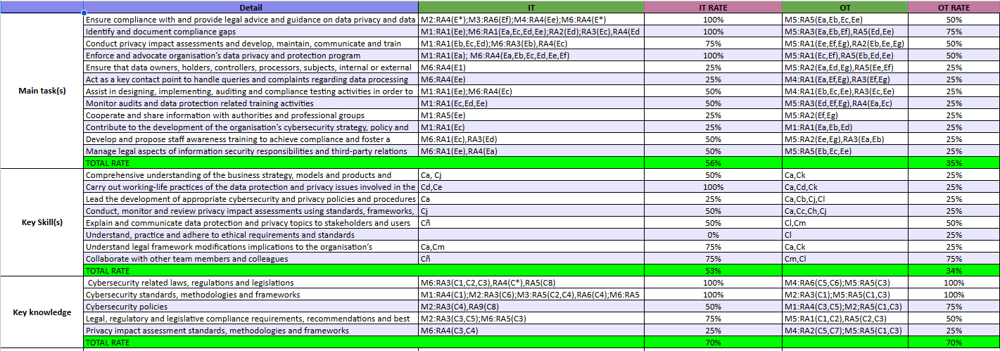 Detail IT IT RATE OT OT RATE
Main task(s)
Ensure compliance with and provide legal advice and guidance on data privacy and data M2:RA4(E*);M3:RA6(Ef);M4:RA4(Ee);M6:RA4(E*) 100% M5:RA5(Ea,Eb,Ec,Ee) 50%
Identify and document compliance gaps M1:RA1(Ee);M6:RA1(Ea,Ec,Ed,Ee);RA2(Ed);RA3(Ec),RA4(Ed 100% M5:RA3(Ea,Eb,Ef),RA5(Ed,Ee) 75%
Conduct privacy impact assessments and develop, maintain, communicate and train M1:RA1(Eb,Ec,Ed);M6:RA3(Eb),RA4(Ec) 75% M5:RA1(Ee,Ef,Eg),RA2(Eb,Ee,Eg) 50%
Enforce and advocate organisation's data privacy and protection program M1:RA1(Ea); M6:RA4(Ea,Eb,Ec,Ed,Ee,Ef) 100% M5:RA1(Ec,Ef),RA5(Eb,Ed,Ee) 50%
Ensure that data owners, holders, controllers, processors, subjects, internal or external M6:RA4(E1) 25% M5:RA2(Ea,Ed,Eg),RA5(Ee,Ef) 25%
Act as a key contact point to handle queries and complaints regarding data processing M6:RA4(Ee) 25% M4:RA1(Ea,Ef,Eg),RA3(Ef,Eg) 25%
Assist in designing, implementing, auditing and compliance testing activities in order to M1:RA1(Ee);M6:RA4(Ec) 50% M4:RA1(Eb,Ec,Ee),RA3(Ec,Ee) 25%
Monitor audits and data protection related training activities M1:RA1(Ec,Ed,Ee) 50% M5:RA3(Ed,Ef,Eg),RA4(Ea,Ec) 25%
Cooperate and share information with authorities and professional groups M1:RA5(Ee) 25% M5:RA2(Ef,Eg) 25%
Contribute to the development of the organisation's cybersecurity strategy, policy and M1:RA1(Ec) 25% M1:RA1(Ea,Eb,Ed) 25%
Develop and propose staff awareness training to achieve compliance and foster a M6:RA1(Ec),RA3(Ed) 50% M5:RA2(Ee,Eg),RA3(Ea,Eb) 25%
Manage legal aspects of information security responsibilities and third-party relations M6:RA1(Ee),RA4(Ea) 50% M5:RA5(Eb,Ec,Ee) 25%
TOTAL RATE 56% 35%
Key Skill(s)
Comprehensive understanding of the business strategy, models and products and Ca, Cj 50% Ca,Ck 25%
Carry out working-life practices of the data protection and privacy issues involved in the Cd,Ce 100% Ca,Cd,Ck 25%
Lead the development of appropriate cybersecurity and privacy policies and procedures Ca 25% Ca,Cb,Cj,Cl 25%
Conduct, monitor and review privacy impact assessments using standards, frameworks, Cj 50% Ca,Cc,Ch,Cj 25%
Explain and communicate data protection and privacy topics to stakeholders and users Cñ 50% Cl,Cm 50%
Understand, practice and adhere to ethical requirements and standards 0% Cl 25%
Understand legal framework modifications implications to the organisation's Ca,Cm 75% Ca,Ck 25%
Collaborate with other team members and colleagues Cñ 75% Cm,Cl 75%
TOTAL RATE 53% 34%
Key knowledge
Cybersecurity related laws, regulations and legislations M6:RA3(C1,C2,C3),RA4(C*),RA5(C8) 100% M4:RA6(C5,C6);M5:RA5(C3) 100%
Cybersecurity standards, methodologies and frameworks M1:RA4(C1);M2:RA3(C6);M3:RA5(C2,C4),RA6(C4);M6:RA5 100% M2:RA3(C1);M5:RA5(C1,C3) 100%
Cybersecurity policies M2:RA3(C4),RA9(C8) 50% M1:RA4(C3,C5);M2;RA5(C1,C3) 75%
Legal, regulatory and legislative compliance requirements, recommendations and best M2:RA3(C3,C5);M6:RA5(C3) 75% M5:RA1(C1,C2),RA5(C2,C3) 50%
Privacy impact assessment standards, methodologies and frameworks M6:RA4(C3,C4) 25% M4:RA2(C5,C7);M5:RA5(C1,C3) 25%
TOTAL RATE 70% 70%